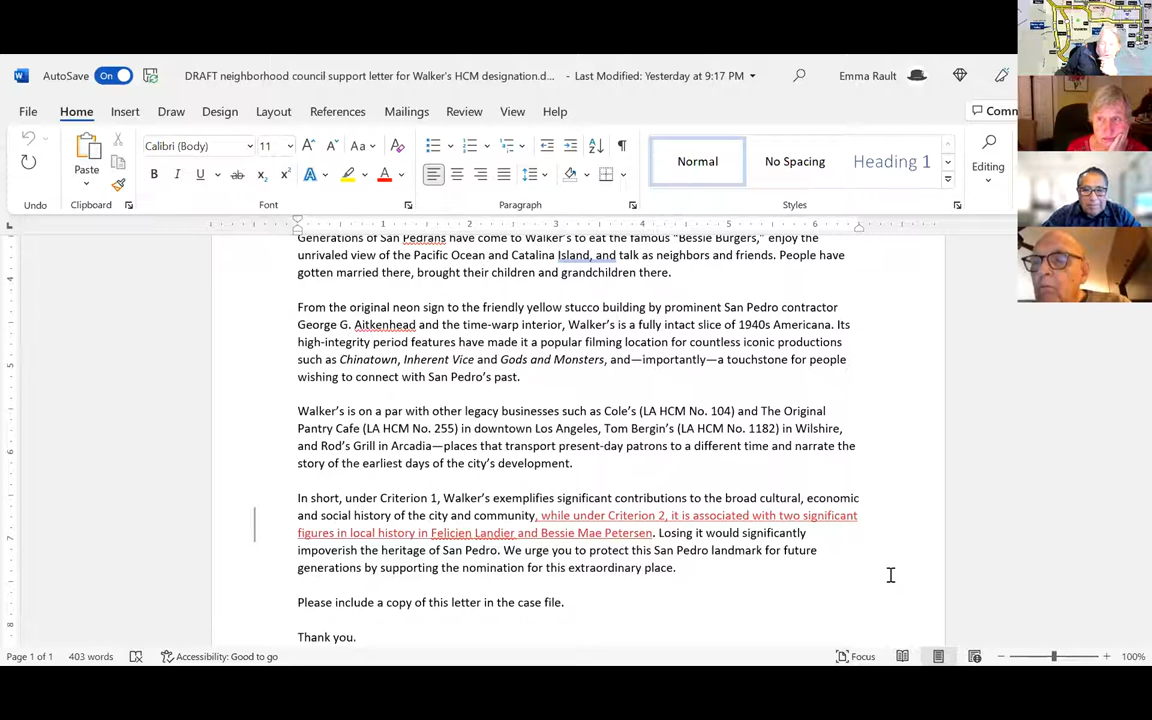 AutoSave On DRAFT neighborhood council support letter for Walker's HCM designation.d... - Last Modified: Yesterday at 9:17 PM Emma Rault
File Home Insert Draw Design Layout References Mailings Review View Help Comm
Calibri (Body) 11 Aa
Paste B I U ab x₂ x² A A Normal No Spacing Heading 1 Editing
Undo Clipboard Font Paragraph Styles
1 2 3 4 5 6
Generations of San Pedrans have come to Walker's to eat the famous "Bessie Burgers," enjoy the
unrivaled view of the Pacific Ocean and Catalina Island, and talk as neighbors and friends. People have
gotten married there, brought their children and grandchildren there.
From the original neon sign to the friendly yellow stucco building by prominent San Pedro contractor
George G. Aitkenhead and the time-warp interior, Walker's is a fully intact slice of 1940s Americana. Its
high-integrity period features have made it a popular filming location for countless iconic productions
such as Chinatown, Inherent Vice and Gods and Monsters, and—importantly—a touchstone for people
wishing to connect with San Pedro's past.
Walker's is on a par with other legacy businesses such as Cole's (LA HCM No. 104) and The Original
Pantry Cafe (LA HCM No. 255) in downtown Los Angeles, Tom Bergin's (LA HCM No. 1182) in Wilshire,
and Rod's Grill in Arcadia—places that transport present-day patrons to a different time and narrate the
story of the earliest days of the city's development.
In short, under Criterion 1, Walker's exemplifies significant contributions to the broad cultural, economic
and social history of the city and community, while under Criterion 2, it is associated with two significant
figures in local history in Felicien Landier and Bessie Mae Petersen. Losing it would significantly
impoverish the heritage of San Pedro. We urge you to protect this San Pedro landmark for future
generations by supporting the nomination for this extraordinary place.
Please include a copy of this letter in the case file.
Thank you.
Page 1 of 1 403 words Accessibility: Good to go Focus 100%